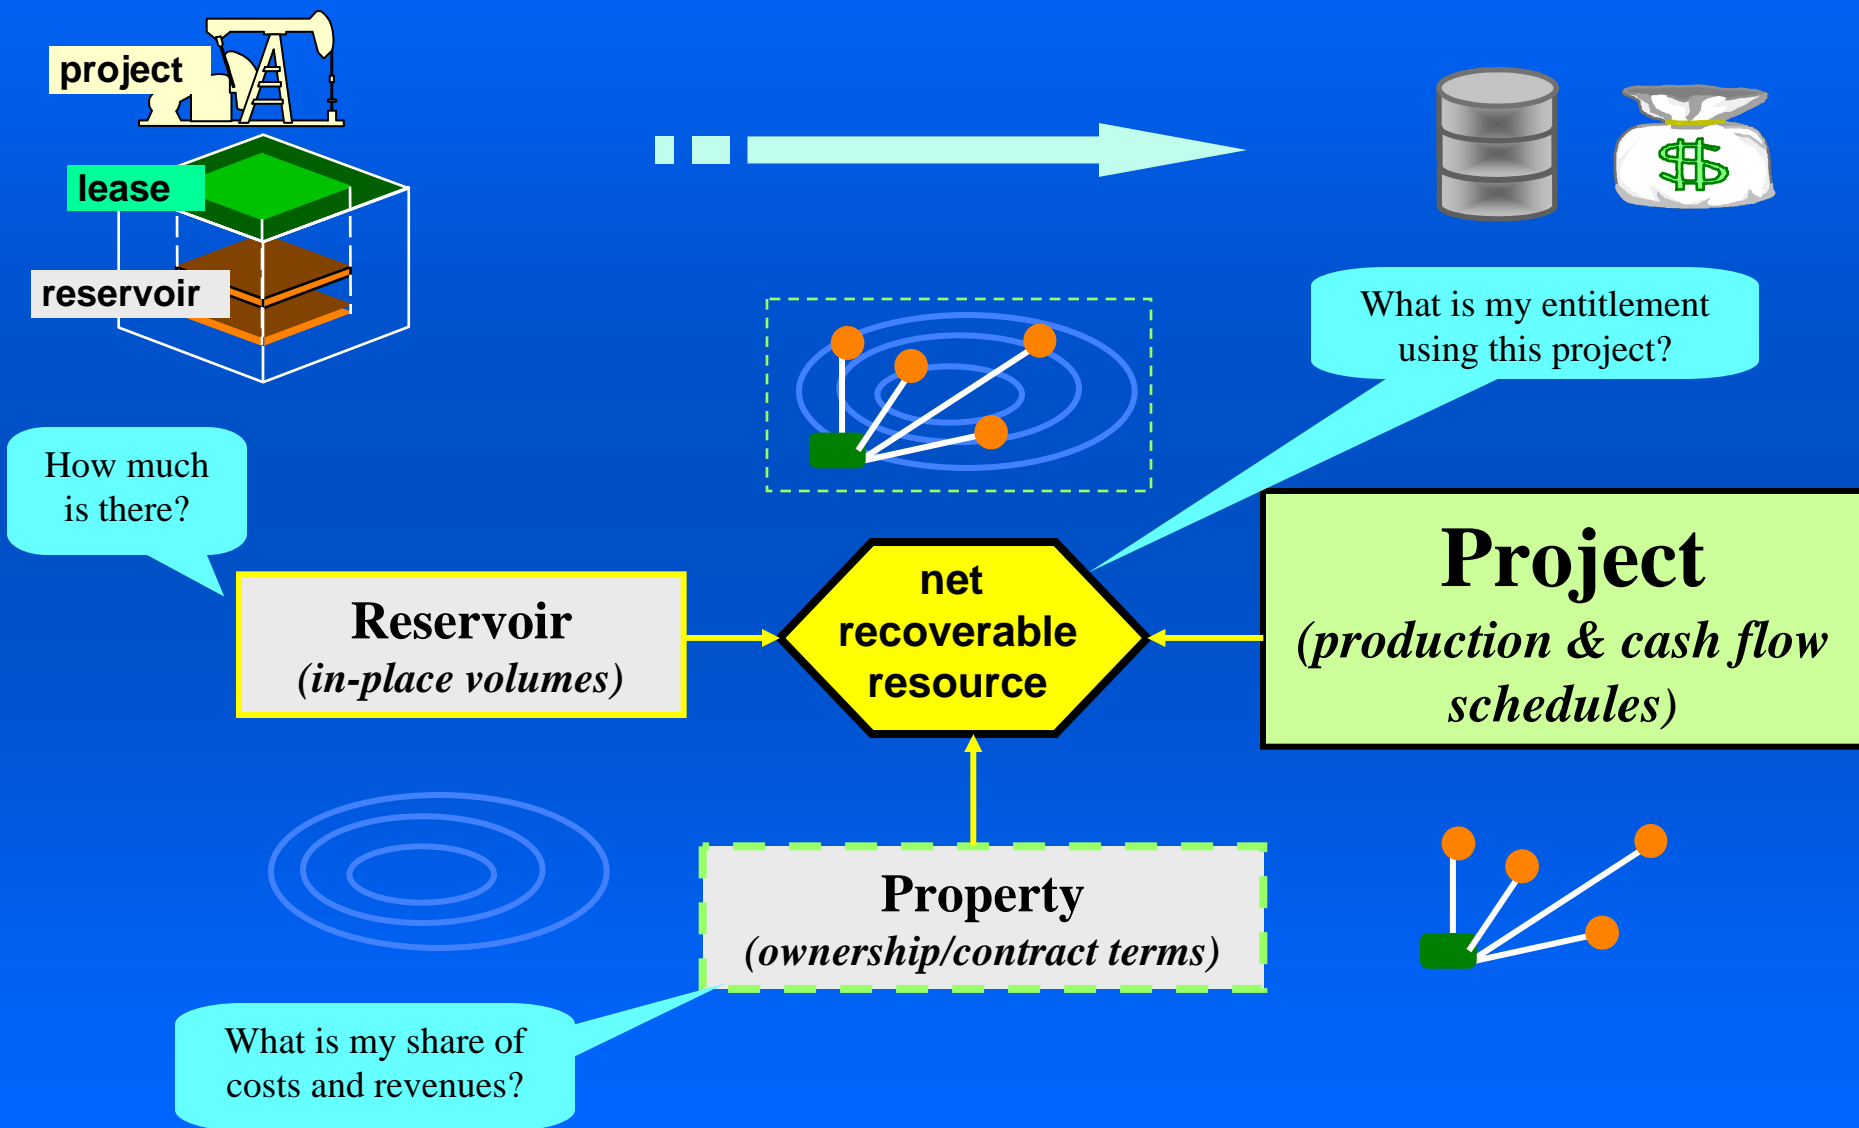 project
lease
reservoir
What is my entitlement
using this project?
How much
is there?
Reservoir
(in-place volumes)
net
recoverable
resource
Project
(production & cash flow
schedules)
Property
(ownership/contract terms)
What is my share of
costs and revenues?
$